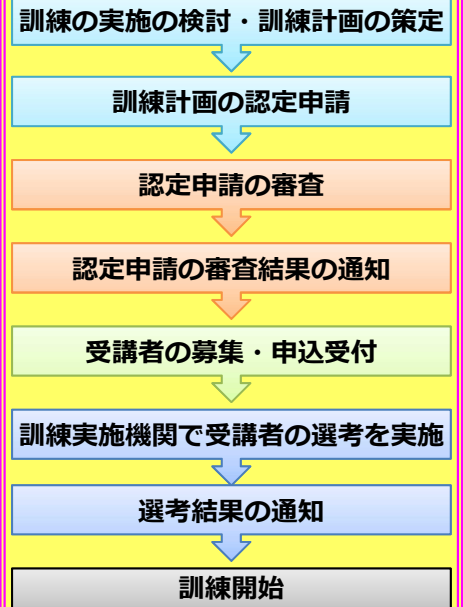 訓練の実施の検討・訓練計画の策定
訓練計画の認定申請
認定申請の審査
認定申請の審査結果の通知
受講者の募集・申込受付
訓練実施機関で受講者の選考を実施
選考結果の通知
訓練開始